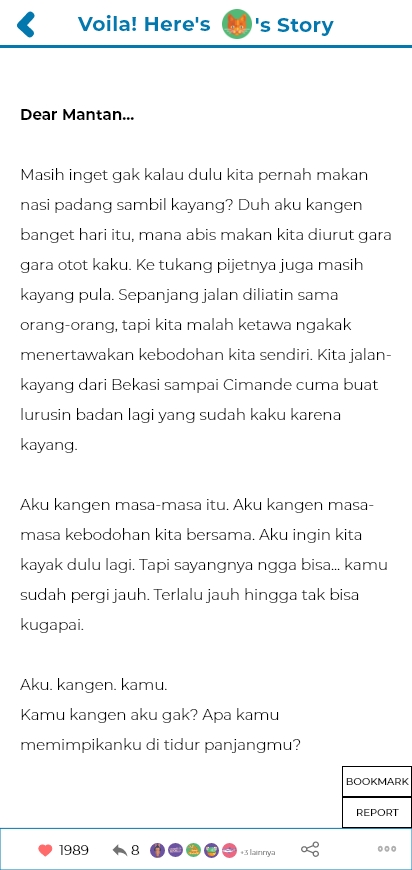 Voila! Here's 's Story
Dear Mantan...
Masih inget gak kalau dulu kita pernah makan
nasi padang sambil kayang? Duh aku kangen
banget hari itu, mana abis makan kita diurut gara
gara otot kaku. Ke tukang pijetnya juga masih
kayang pula. Sepanjang jalan diliatin sama
orang-orang, tapi kita malah ketawa ngakak
menertawakan kebodohan kita sendiri. Kita jalan-
kayang dari Bekasi sampai Cimande cuma buat
lurusin badan lagi yang sudah kaku karena
kayang.
Aku kangen masa-masa itu. Aku kangen masa-
masa kebodohan kita bersama. Aku ingin kita
kayak dulu lagi. Tapi sayangnya ngga bisa... kamu
sudah pergi jauh. Terlalu jauh hingga tak bisa
kugapai.
Aku. kangen. kamu.
Kamu kangen aku gak? Apa kamu
memimpikanku di tidur panjangmu?
BOOKMARK
REPORT
1989 8 +3 lainnya